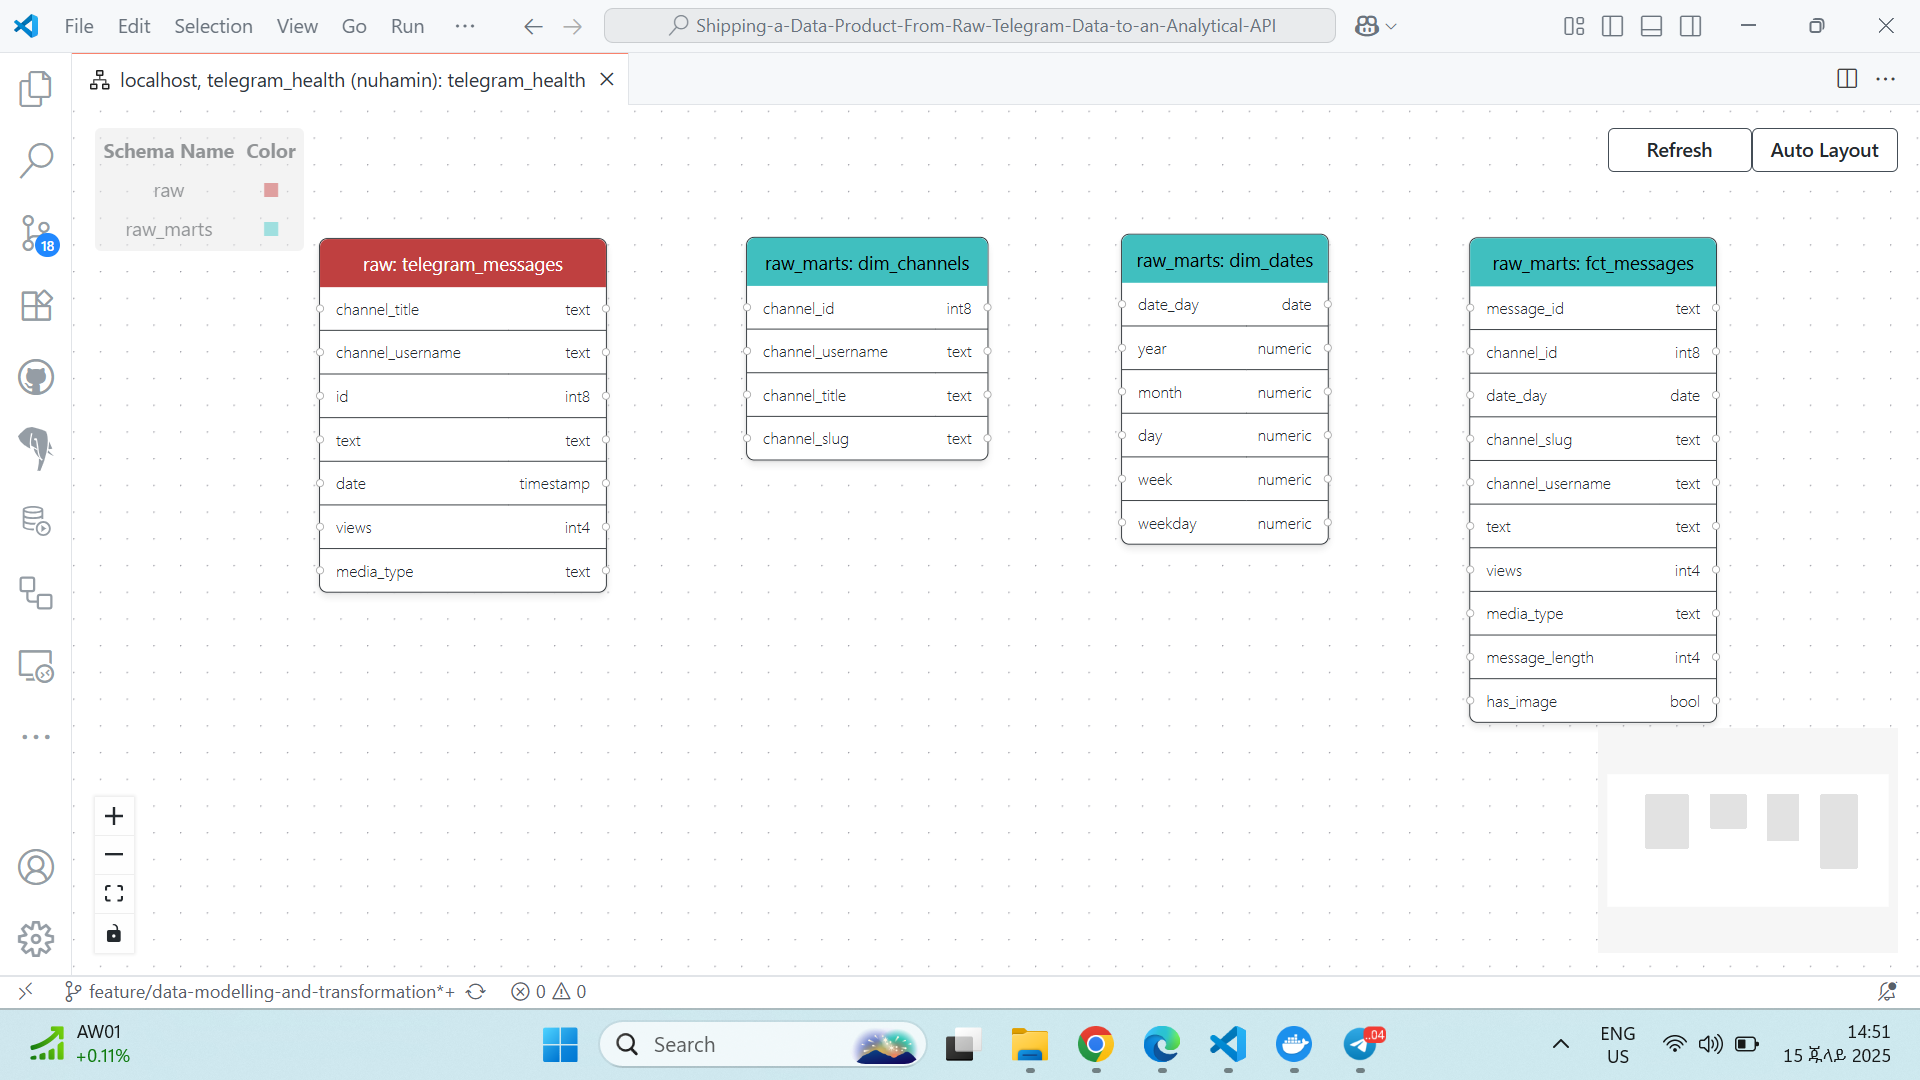 File Edit Selection View Go Run ···
Shipping-a-Data-Product-From-Raw-Telegram-Data-to-an-Analytical-API
localhost, telegram_health (nuhamin): telegram_health
Schema Name Color
raw
raw_marts
Refresh
Auto Layout
18
raw: telegram_messages
channel_title text
channel_username text
id int8
text text
date timestamp
views int4
media_type text
raw_marts: dim_channels
channel_id int8
channel_username text
channel_title text
channel_slug text
raw_marts: dim_dates
date_day date
year numeric
month numeric
day numeric
week numeric
weekday numeric
raw_marts: fct_messages
message_id text
channel_id int8
date_day date
channel_slug text
channel_username text
text text
views int4
media_type text
message_length int4
has_image bool
feature/data-modelling-and-transformation*+ 0 0
AW01
+0.11%
Search
..04
ENG
US
14:51
15 ጁላይ 2025